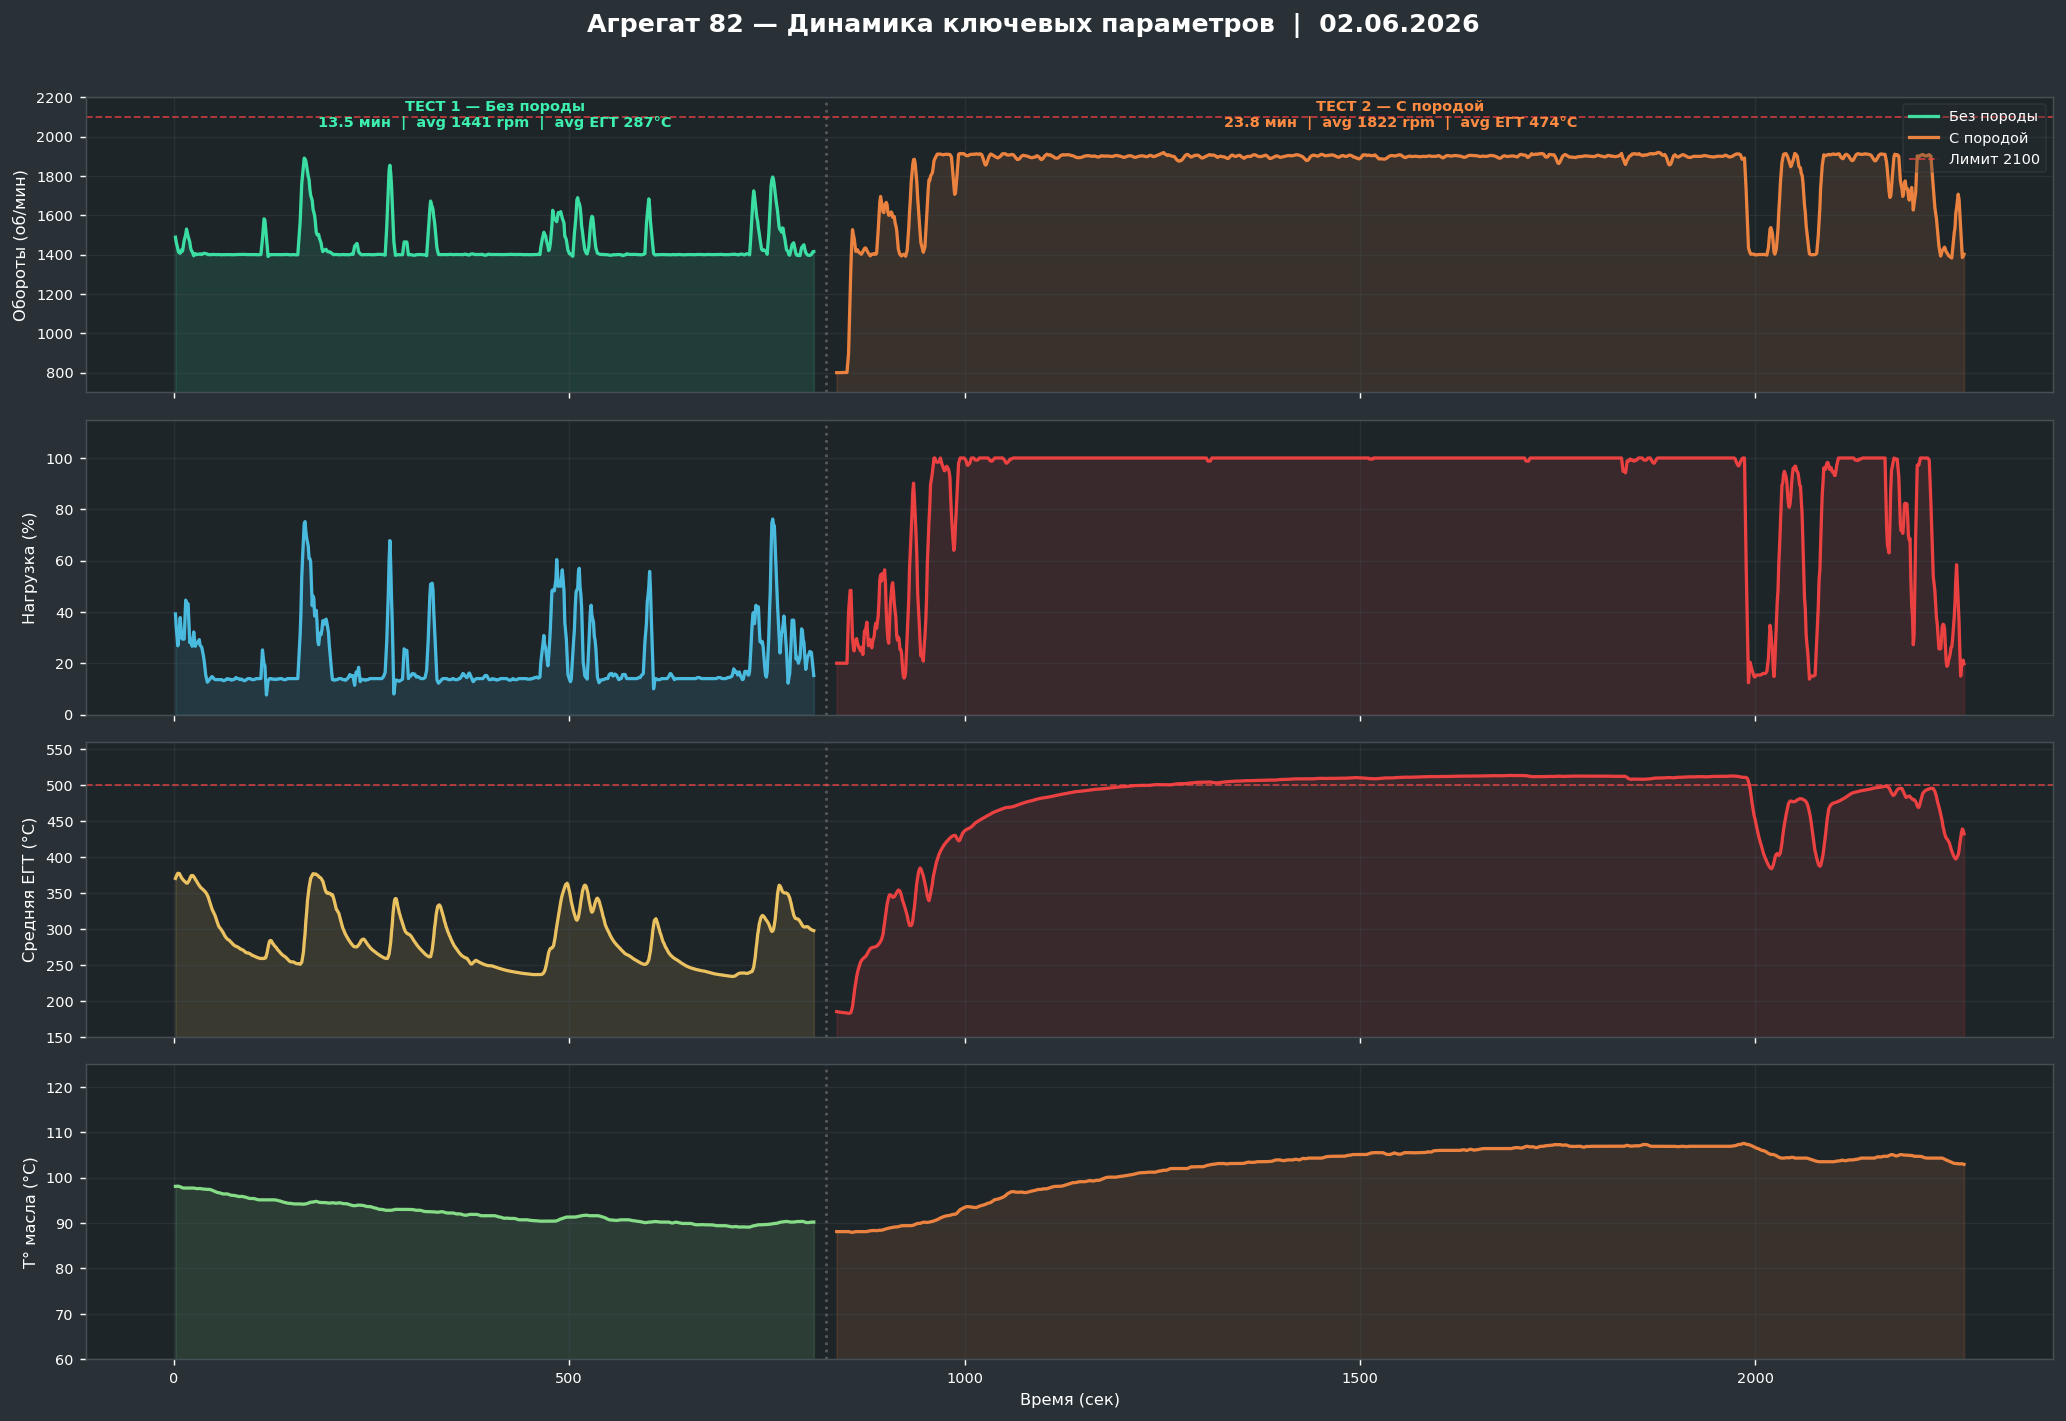 Агрегат 82 — Динамика ключевых параметров | 02.06.2026
ТЕСТ 1 — Без породы
13.5 мин | avg 1441 rpm | avg ЕГТ 287°C
ТЕСТ 2 — С породой
23.8 мин | avg 1822 rpm | avg ЕГТ 474°C
Без породы
С породой
Лимит 2100
Обороты (об/мин)
2200
2000
1800
1600
1400
1200
1000
800
Нагрузка (%)
100
80
60
40
20
0
Средняя ЕГТ (°C)
550
500
450
400
350
300
250
200
150
Т° масла (°C)
120
110
100
90
80
70
60
0
500
1000
1500
2000
Время (сек)